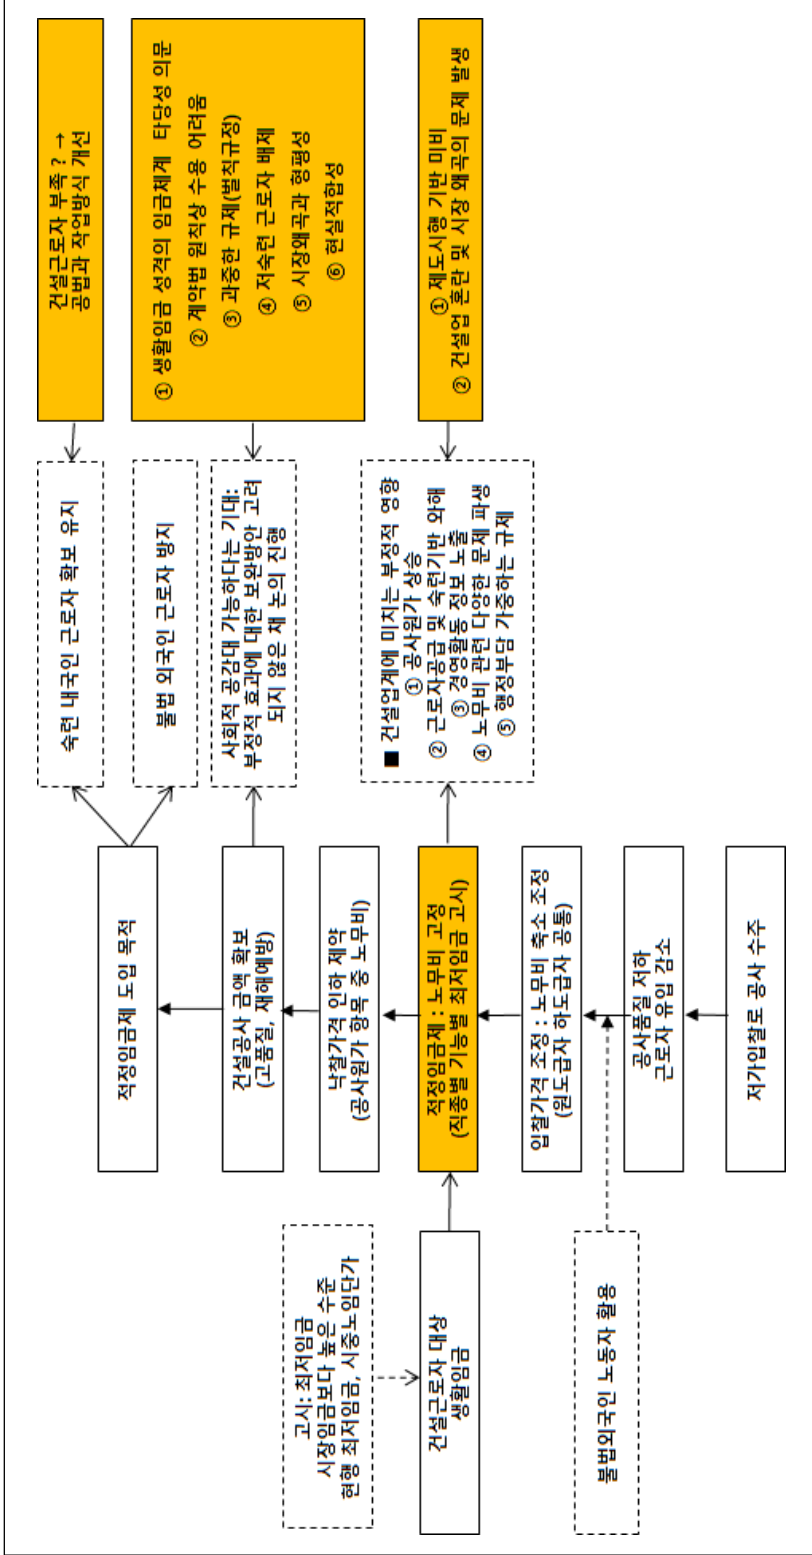 고시: 최저임금
시장임금보다 높은 수준
현행 최저임금, 시중노임단가
건설근로자 대상
생활임금
불법외국인 노동자 활용
적정임금제 도입 목적
건설공사 금액 확보
(고품질, 재해예방)
낙찰가격 인하 제약
(공사원가 항목 중 노무비)
적정임금제 : 노무비 고정
(직종별 기능별 최저임금 고시)
입찰가격 조정 : 노무비 축소 조정
(원도급자 하도급자 공통)
공사품질 저하
근로자 유입 감소
저가입찰로 공사 수주
숙련 내국인 근로자 확보 유지
불법 외국인 근로자 방지
사회적 공감대 가능하다는 기대:
부정적 효과에 대한 보완방안 고려
되지 않은 채 논의 진행
■ 건설업계에 미치는 부정적 영향
① 공사원가 상승
② 근로자공급 및 숙련기반 와해
③ 경영활동 정보 노출
④ 노무비 관련 다양한 문제 파생
⑤ 행정부담 가중하는 규제
건설근로자 부족 ? →
공법과 작업방식 개선
① 생활임금 성격의 임금체계 타당성 의문
② 계약법 원칙상 수용 어려움
③ 과중한 규제(벌칙규정)
④ 저숙련 근로자 배제
⑤ 시장왜곡과 형평성
⑥ 현실적합성
① 제도시행 기반 미비
② 건설업 혼란 및 시장 왜곡의 문제 발생